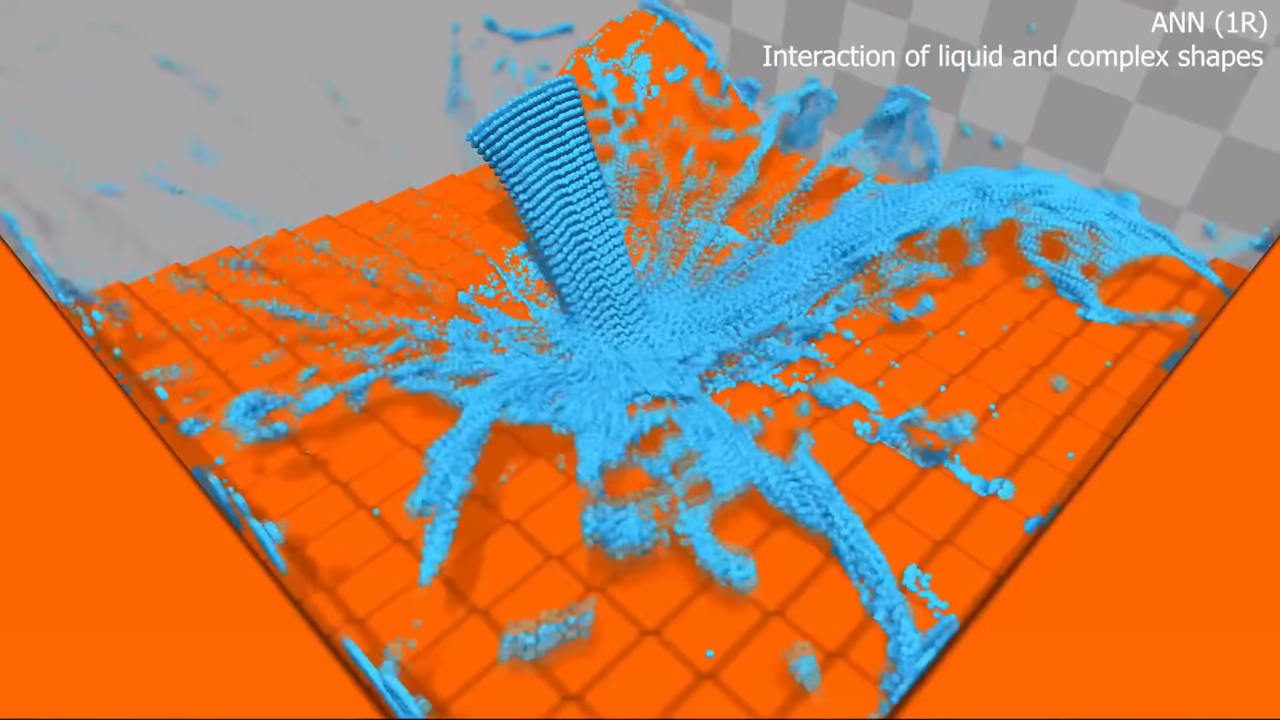 ANN (1R)
Interaction of liquid and complex shapes